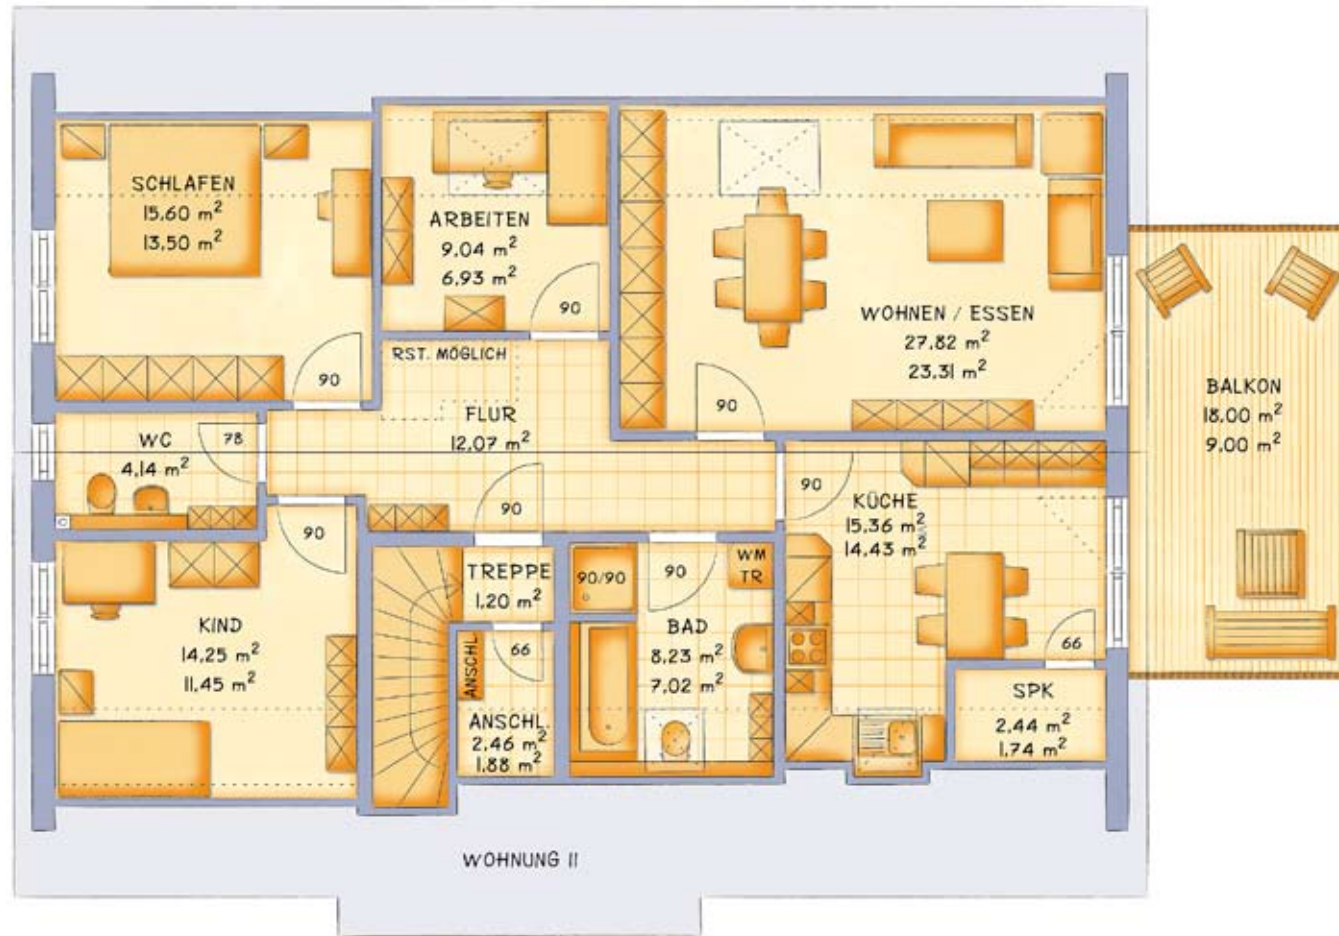 SCHLAFEN
15.60 m²
13.50 m²
ARBEITEN
9.04 m²
6.93 m²
90
WOHNEN / ESSEN
27.82 m²
23.31 m²
90
RST. MÖGLICH
90
BALKON
18.00 m²
9.00 m²
FLUR
12.07 m²
WC
4.14 m²
78
90
90
90
KÜCHE
15.36 m²
14.43 m²
TREPPE
1.20 m²
90/90
90
WM
TR
KIND
14.25 m²
11.45 m²
ANSCHL
66
BAD
8.23 m²
7.02 m²
66
ANSCHL.
2.46 m²
1.88 m²
SPK
2.44 m²
1.74 m²
WOHNUNG II